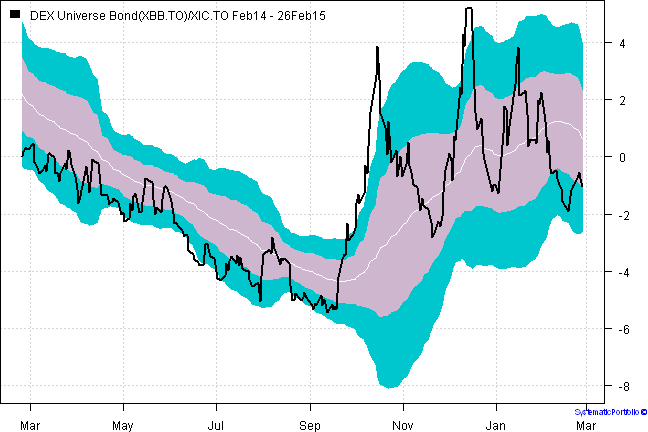 DEX Universe Bond(XBB.TO)/XIC.TO Feb14 - 26Feb15
4
2
0
-2
-4
-6
-8
SystematicPortfolio ©
Mar May Jul Sep Nov Jan Mar